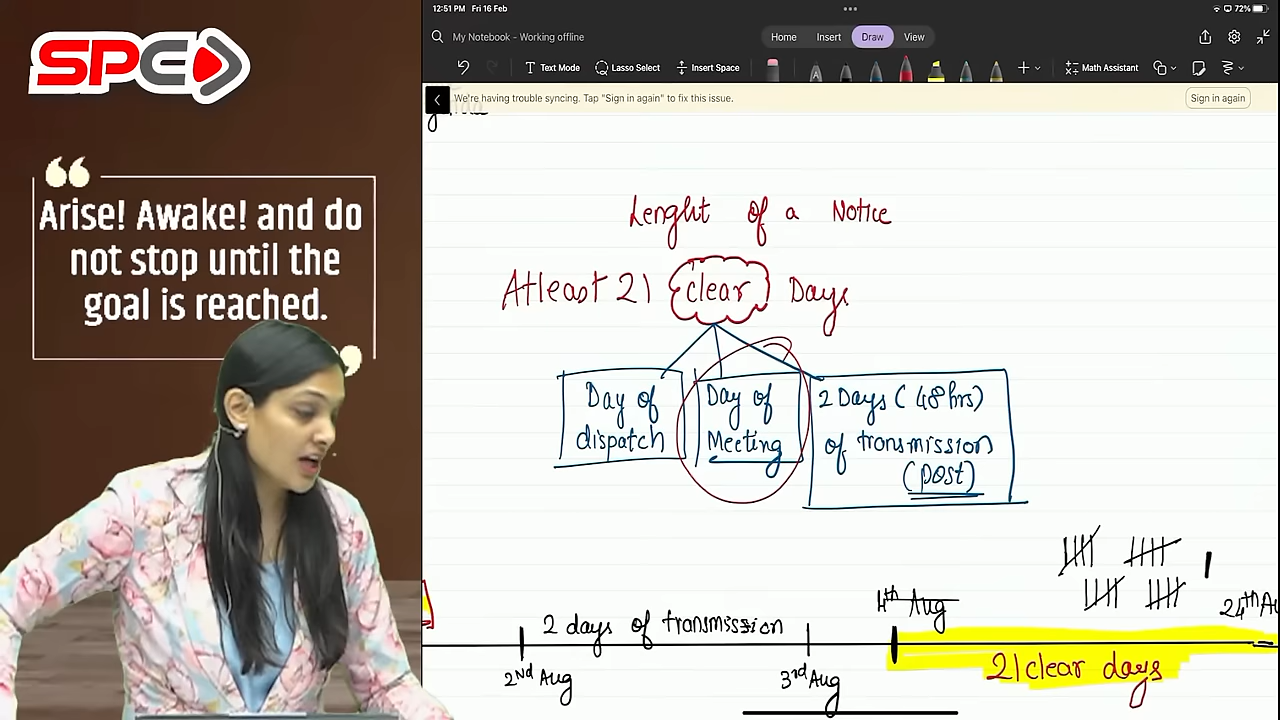 12:51 PM Fri 16 Feb
72%
SPC
My Notebook - Working offline
Home Insert Draw View
Text Mode Lasso Select Insert Space Math Assistant
We're having trouble syncing. Tap "Sign in again" to fix this issue. Sign in again
Arise! Awake! and do
not stop until the
goal is reached.
Lenght of a Notice
Atleast 21 clear Days
Day of
dispatch
Day of
Meeting
2 Days (48hrs)
of transmission
(post)
4th Aug
24th
2 days of transmission
2nd Aug
3rd Aug
21 clear days